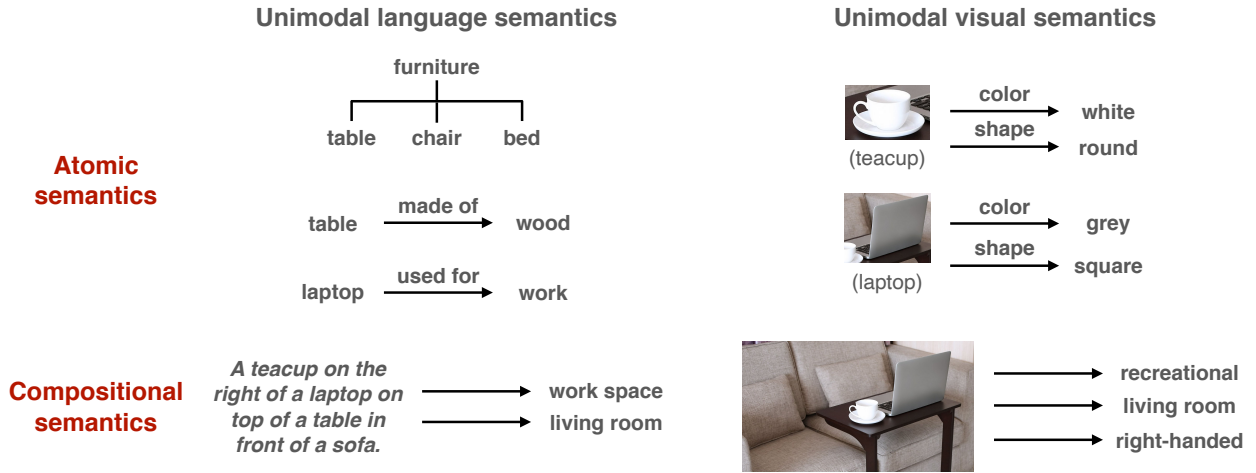 Unimodal language semantics
Unimodal visual semantics
Atomic
semantics
furniture
table chair bed
table made of wood
laptop used for work
(teacup)
color white
shape round
(laptop)
color grey
shape square
Compositional
semantics
A teacup on the
right of a laptop on
top of a table in
front of a sofa.
work space
living room
recreational
living room
right-handed